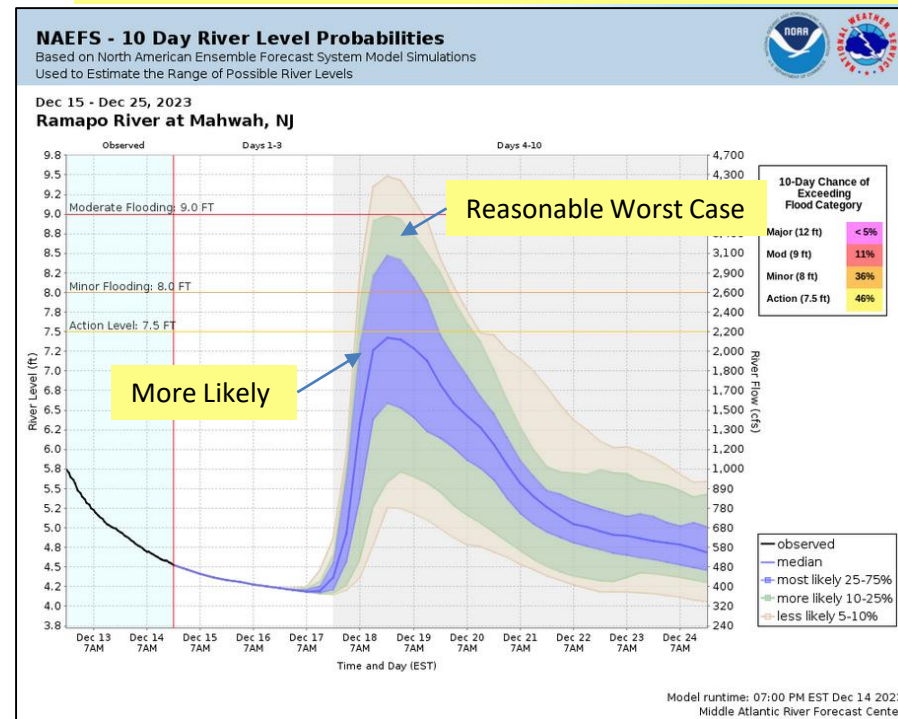 NAEFS - 10 Day River Level Probabilities
Based on North American Ensemble Forecast System Model Simulations
Used to Estimate the Range of Possible River Levels
NOAA
NATIONAL WEATHER SERVICE
Dec 15 - Dec 25, 2023
Ramapo River at Mahwah, NJ
Observed Days 1-3 Days 4-10
9.8 4,700
9.5 4,300
9.2
Moderate Flooding: 9.0 FT
9.0
8.8
8.5 3,100
8.2 2,900
Minor Flooding: 8.0 FT
8.0 2,600
7.8 2,400
Action Level: 7.5 FT
7.5 2,200
7.2 2,000
7.0 1,800
6.8 1,700
6.5 1,500
6.2 1,300
6.0 1,200
5.8 1,000
5.5 890
5.2 780
5.0 680
4.8 580
4.5 480
4.2 400
4.0 320
3.8 240
River Level (ft)
River Flow (cfs)
Reasonable Worst Case
More Likely
Dec 13 Dec 14 Dec 15 Dec 16 Dec 17 Dec 18 Dec 19 Dec 20 Dec 21 Dec 22 Dec 23 Dec 24
7AM 7AM 7AM 7AM 7AM 7AM 7AM 7AM 7AM 7AM 7AM 7AM
Time and Day (EST)
10-Day Chance of
Exceeding
Flood Category
Major (12 ft) < 5%
Mod (9 ft) 11%
Minor (8 ft) 36%
Action (7.5 ft) 46%
observed
median
most likely 25-75%
more likely 10-25%
less likely 5-10%
Model runtime: 07:00 PM EST Dec 14 202
Middle Atlantic River Forecast Cente